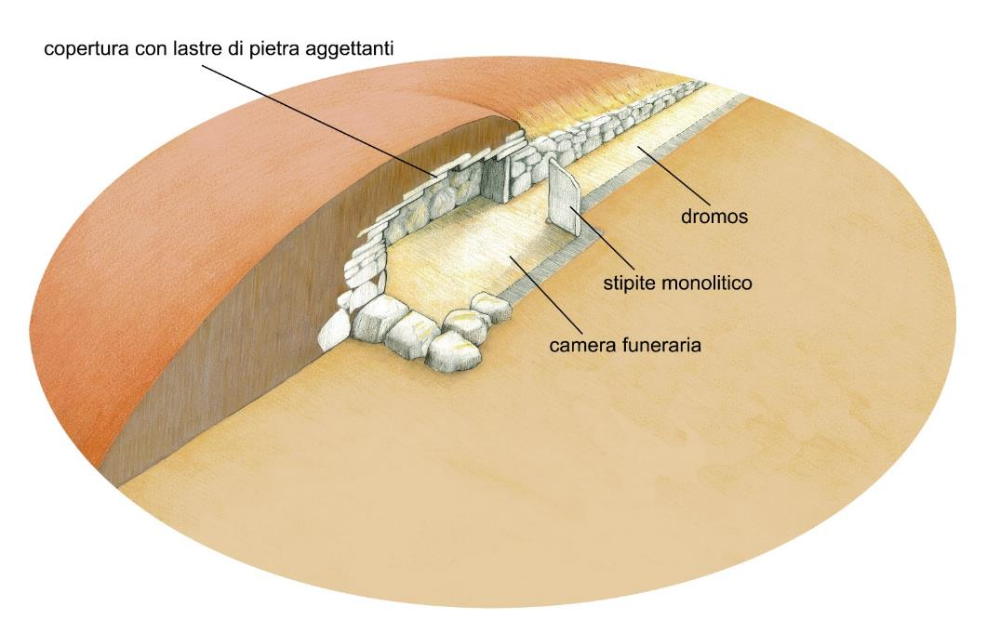 copertura con lastre di pietra aggettanti
dromos
stipite monolitico
camera funeraria